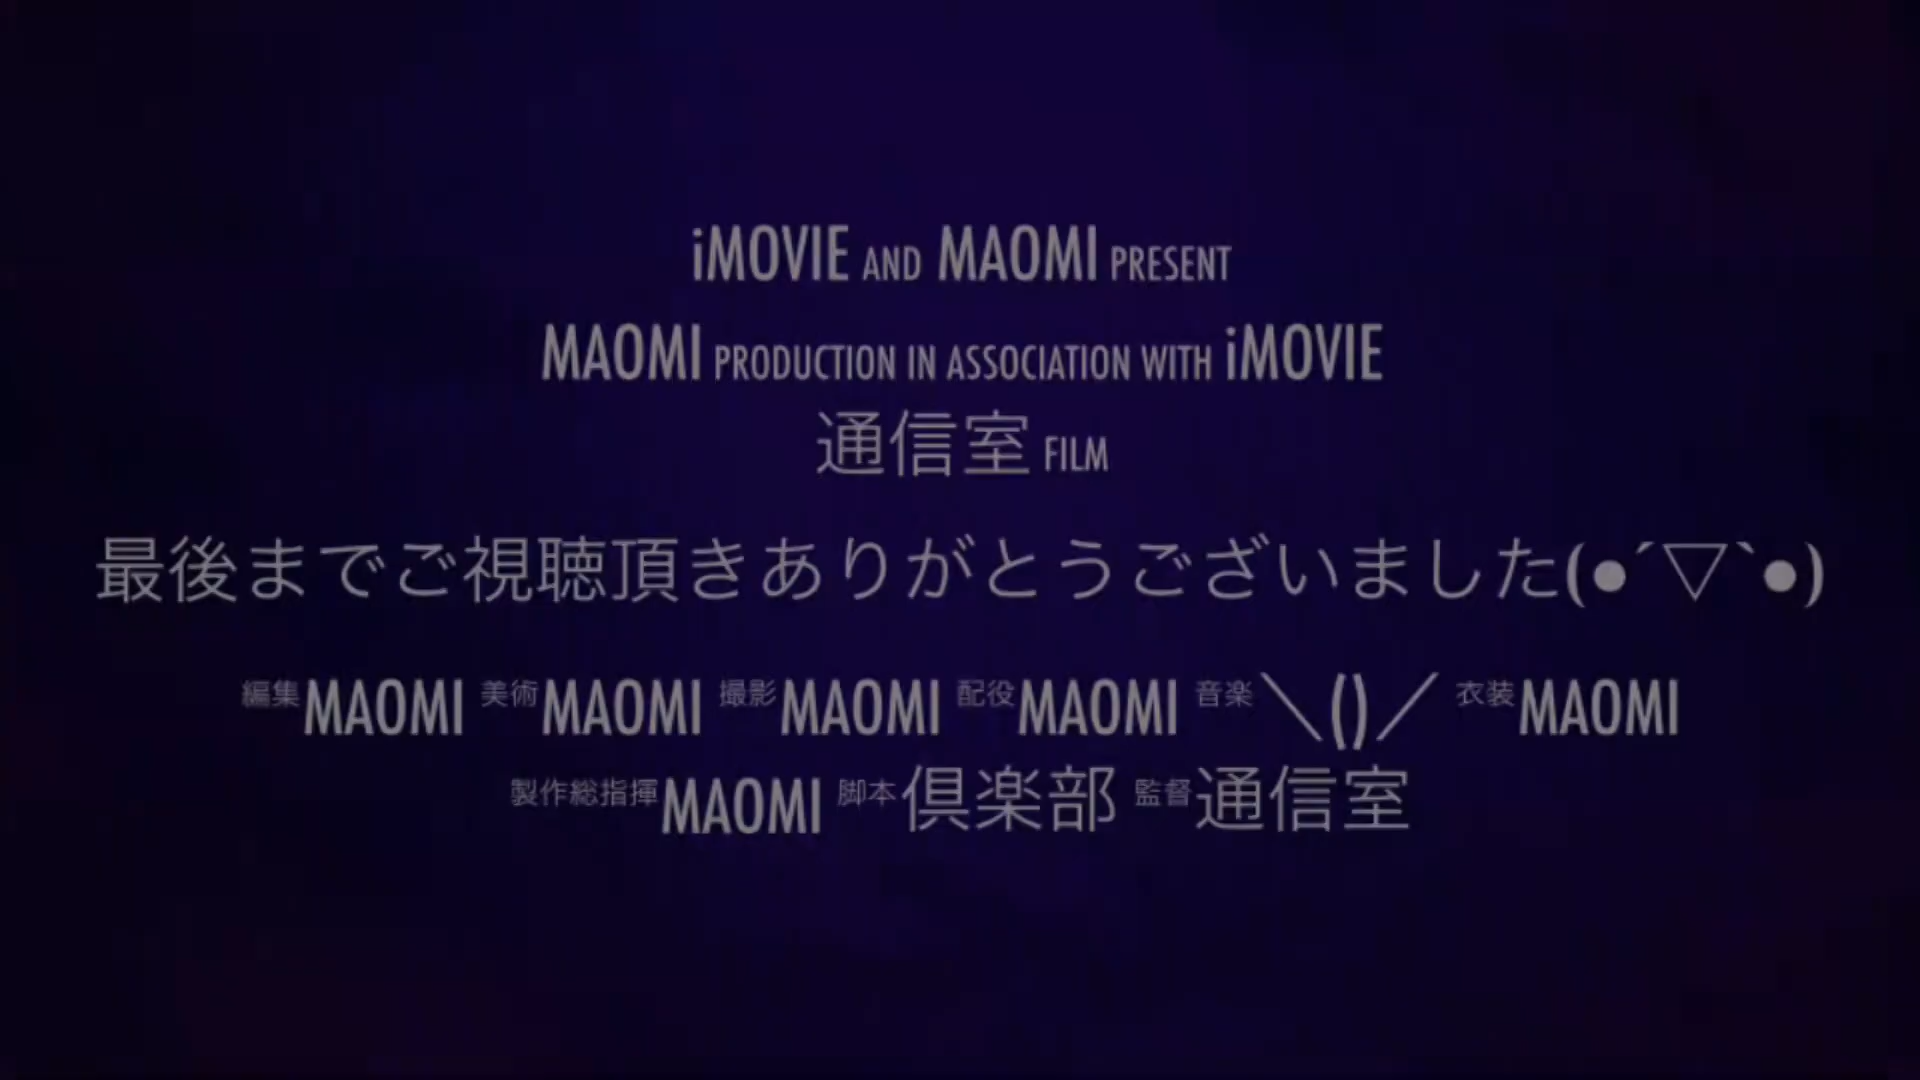 iMOVIE AND MAOMI PRESENT
MAOMI PRODUCTION IN ASSOCIATION WITH iMOVIE
通信室 FILM
最後までご視聴頂きありがとうございました(●´▽`●)
編集MAOMI 美術MAOMI 撮影MAOMI 配役MAOMI 音楽＼()／ 衣装MAOMI
製作総指揮MAOMI 脚本倶楽部 監督通信室